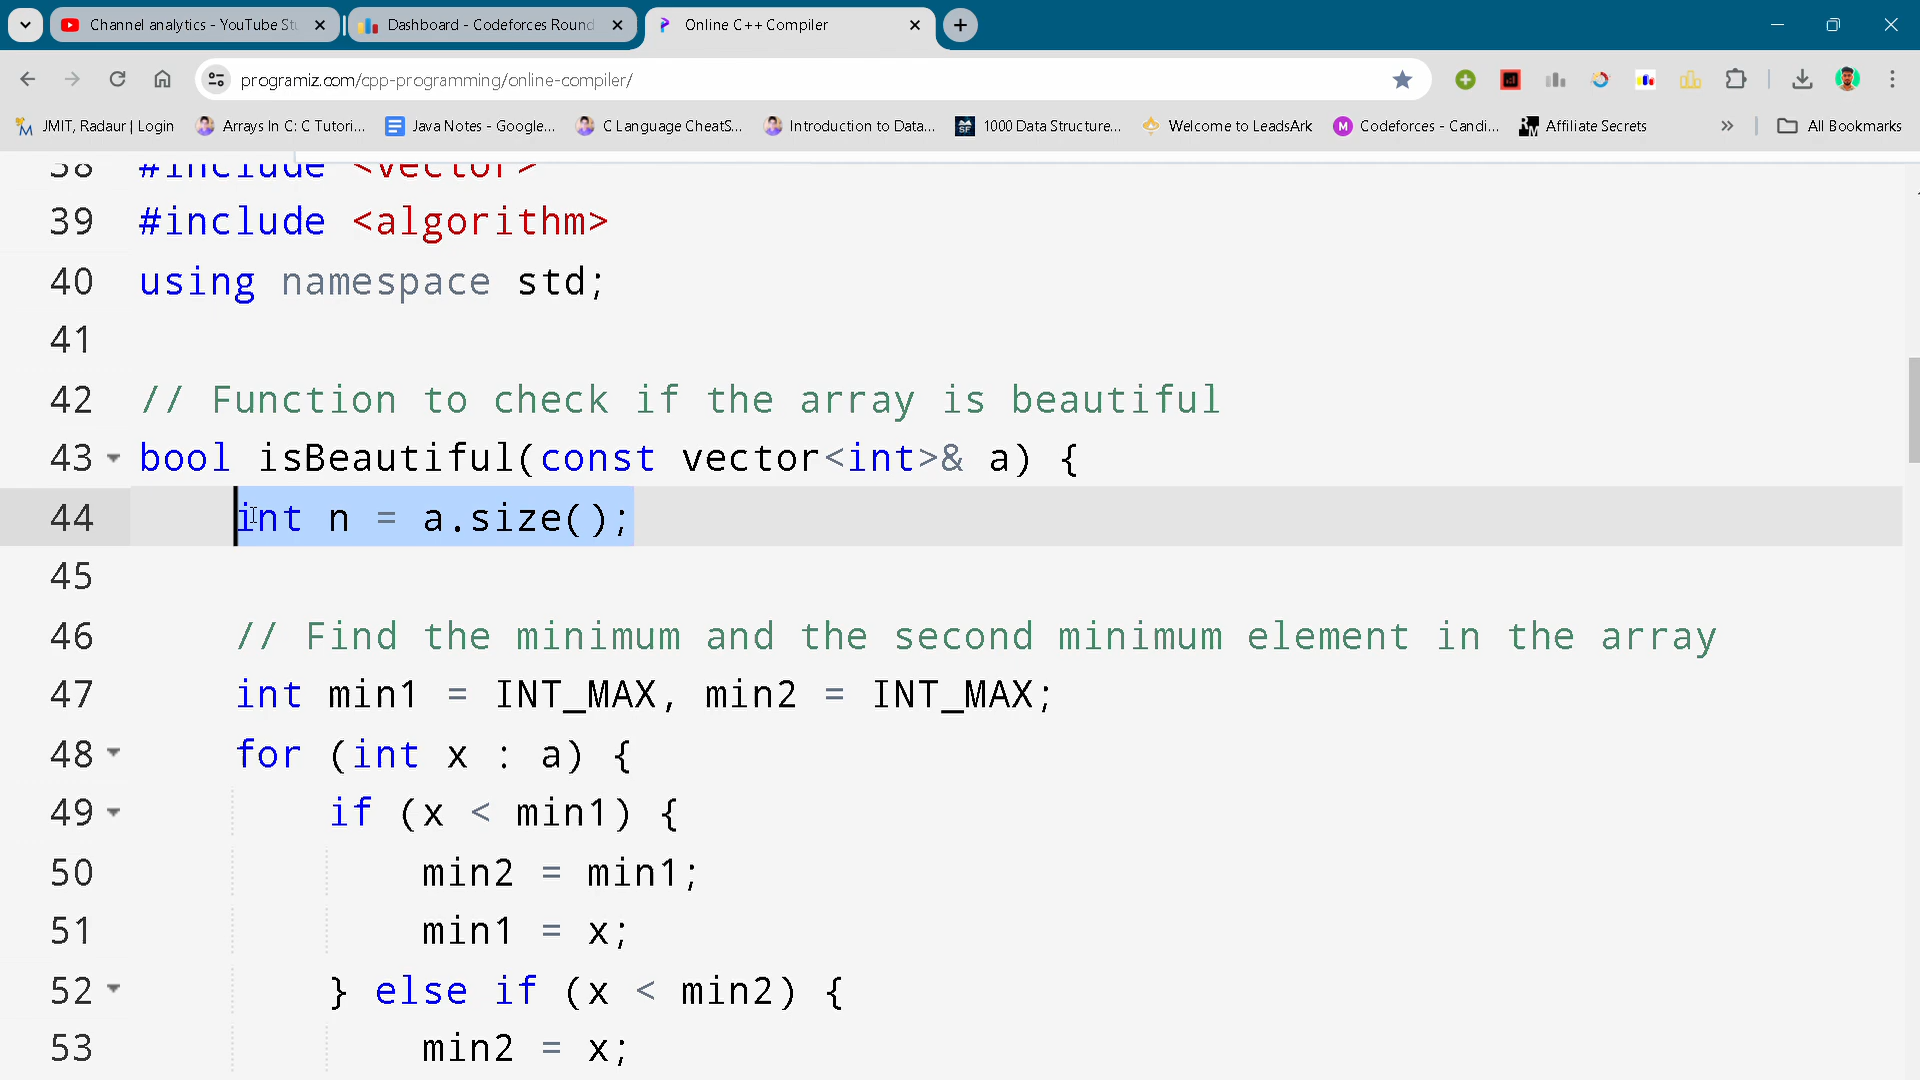 Channel analytics - YouTube St
Dashboard - Codeforces Round
Online C++ Compiler
programiz.com/cpp-programming/online-compiler/
JMIT, Radaur | Login
Arrays In C: C Tutori...
Java Notes - Google...
C Language CheatS...
Introduction to Data...
1000 Data Structure...
Welcome to LeadsArk
Codeforces - Candi...
Affiliate Secrets
All Bookmarks
38 #include <vector>
39 #include <algorithm>
40 using namespace std;
41
42 // Function to check if the array is beautiful
43 bool isBeautiful(const vector<int>& a) {
44 int n = a.size();
45
46 // Find the minimum and the second minimum element in the array
47 int min1 = INT_MAX, min2 = INT_MAX;
48 for (int x : a) {
49 if (x < min1) {
50 min2 = min1;
51 min1 = x;
52 } else if (x < min2) {
53 min2 = x;